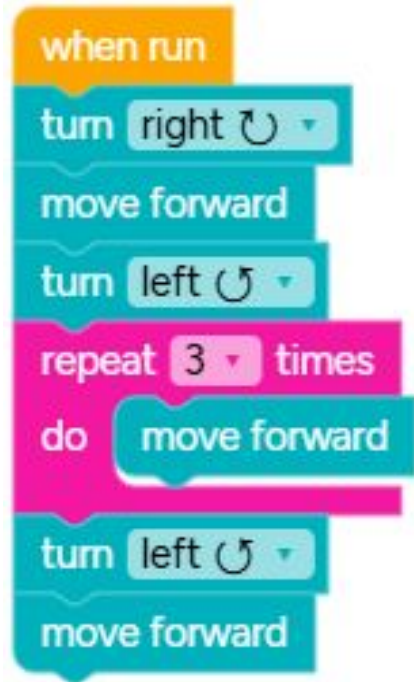 when run
turn right ↻
move forward
turn left ↺
repeat 3 times
do move forward
turn left ↺
move forward